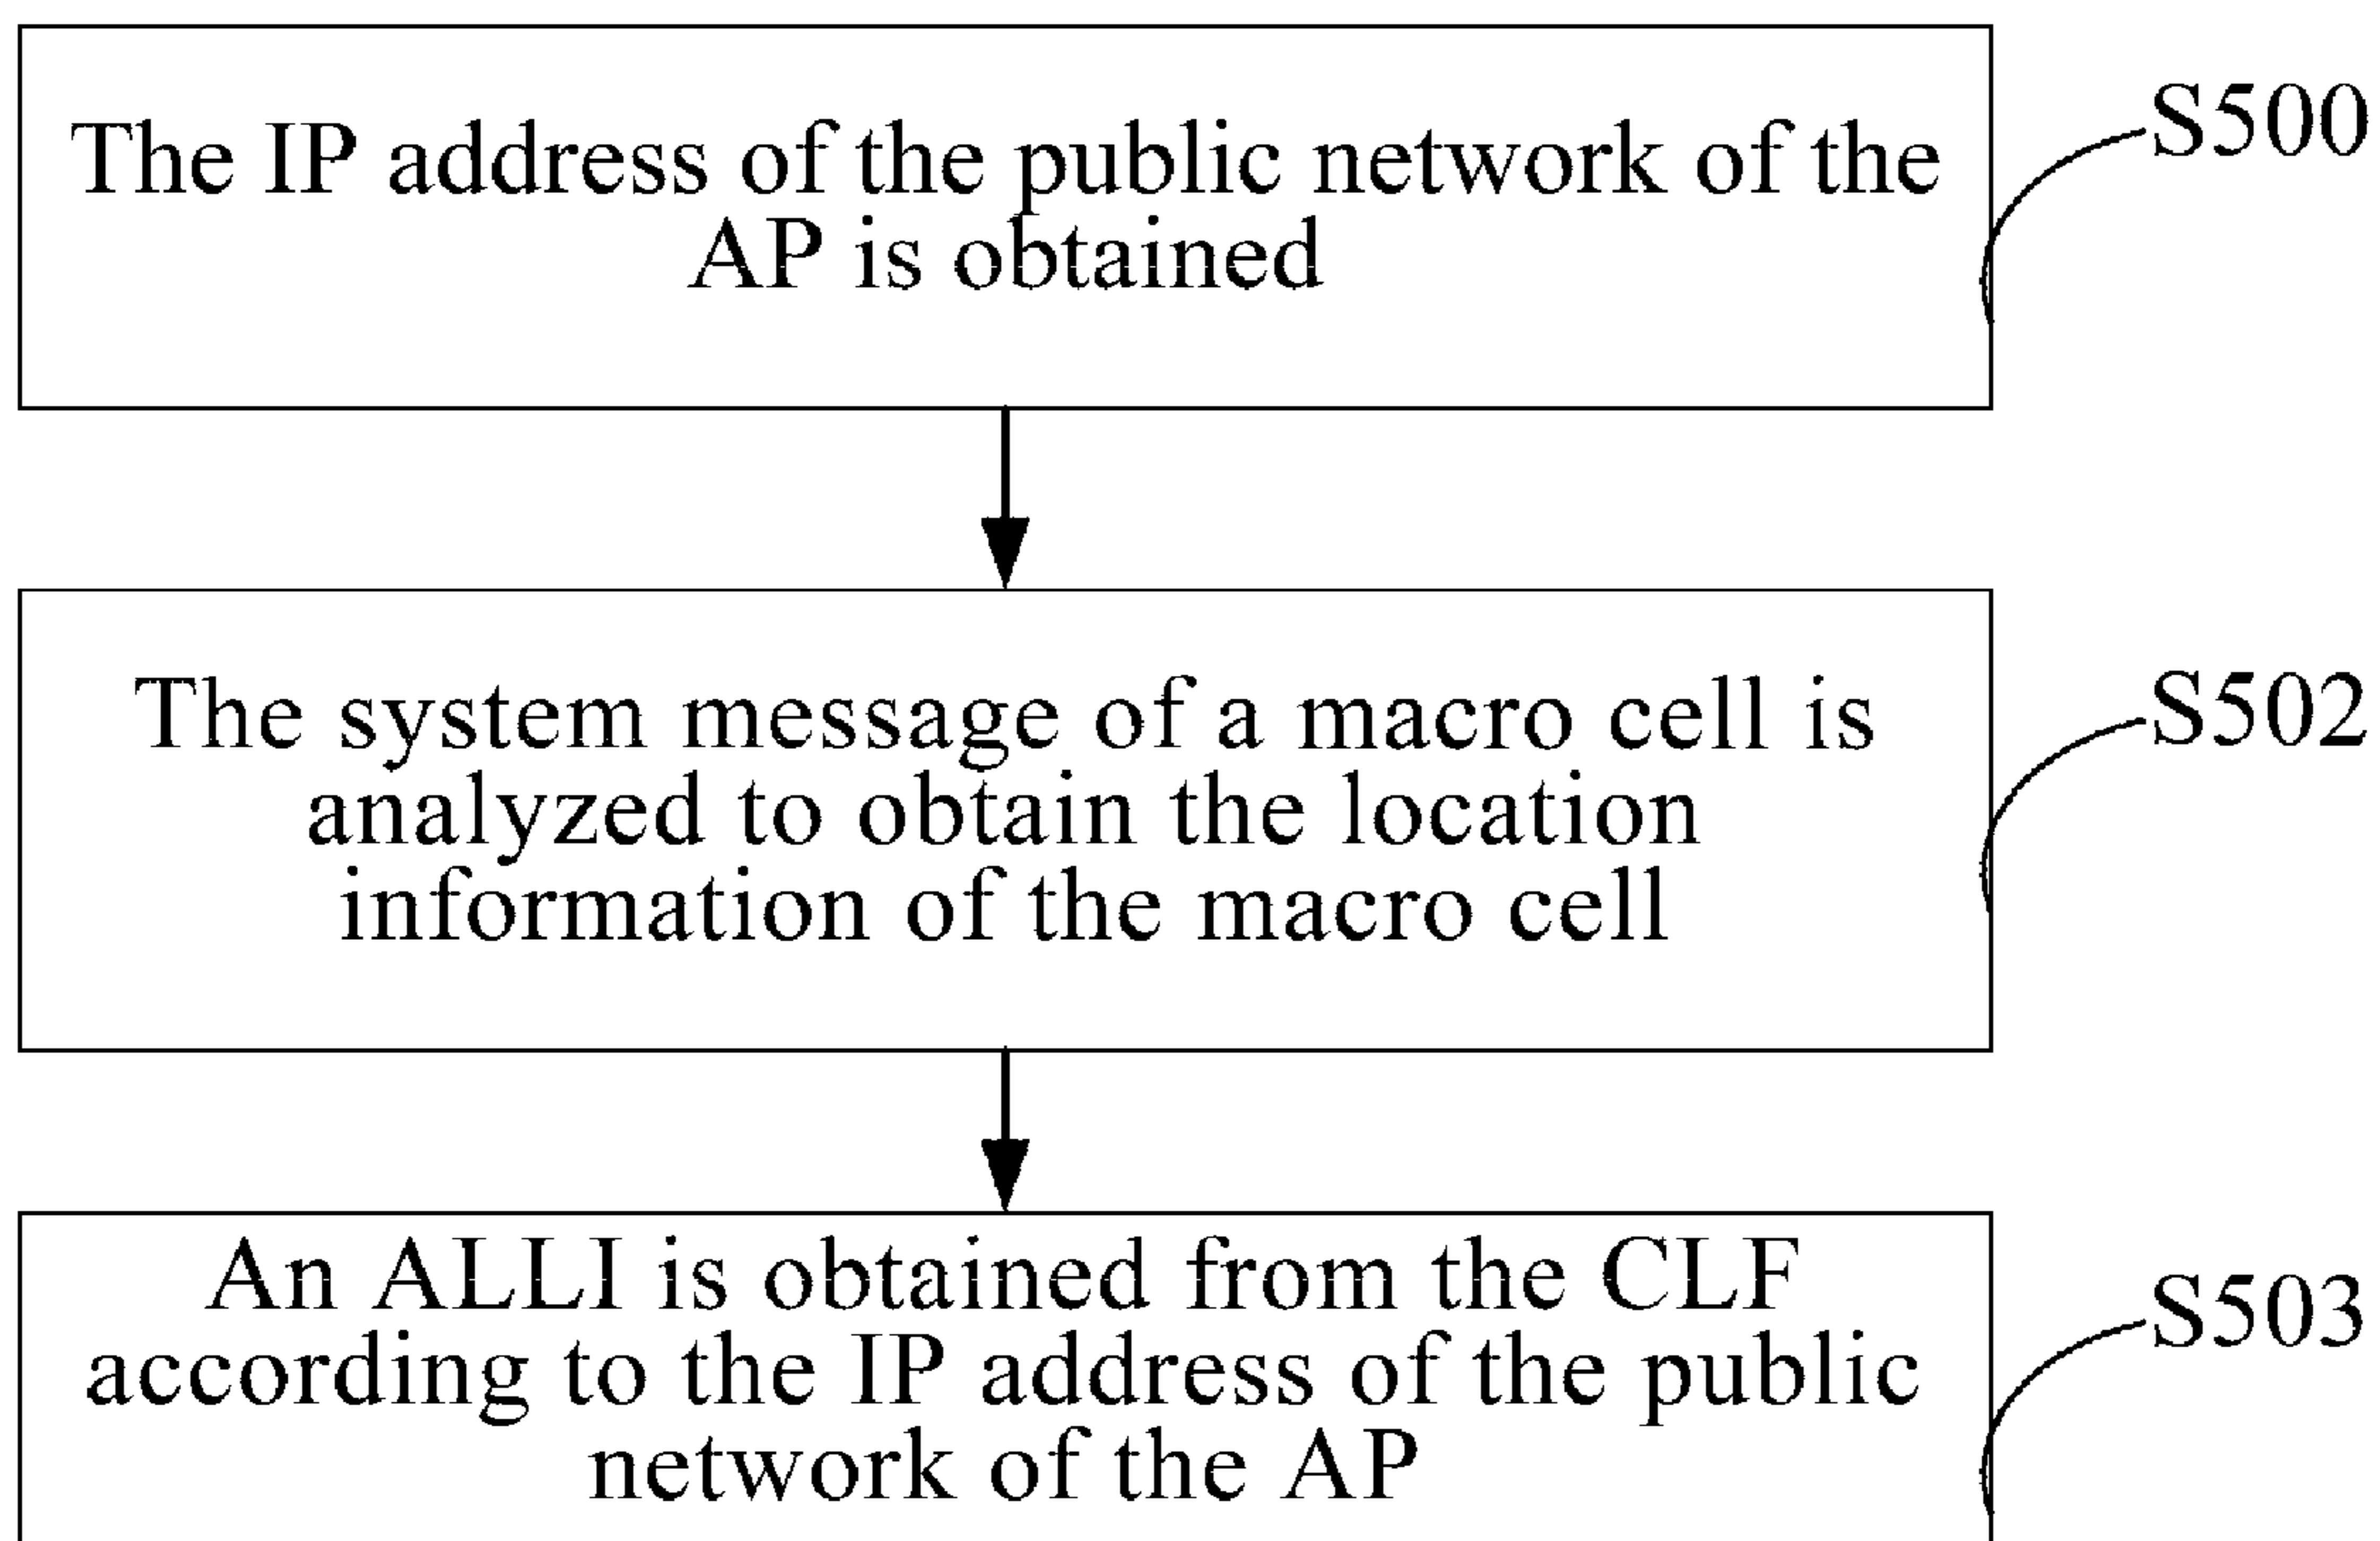 The IP address of the public network of the
AP is obtained
S500
The system message of a macro cell is
analyzed to obtain the location
information of the macro cell
S502
An ALLI is obtained from the CLF
according to the IP address of the public
network of the AP
S503